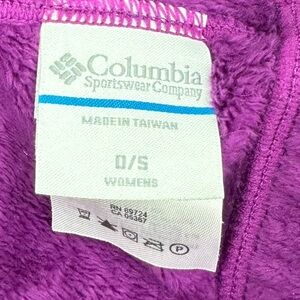 Columbia
Sportswear Company
MADE IN TAIWAN
O/S
WOMENS
RN 69724
CA 05367
P